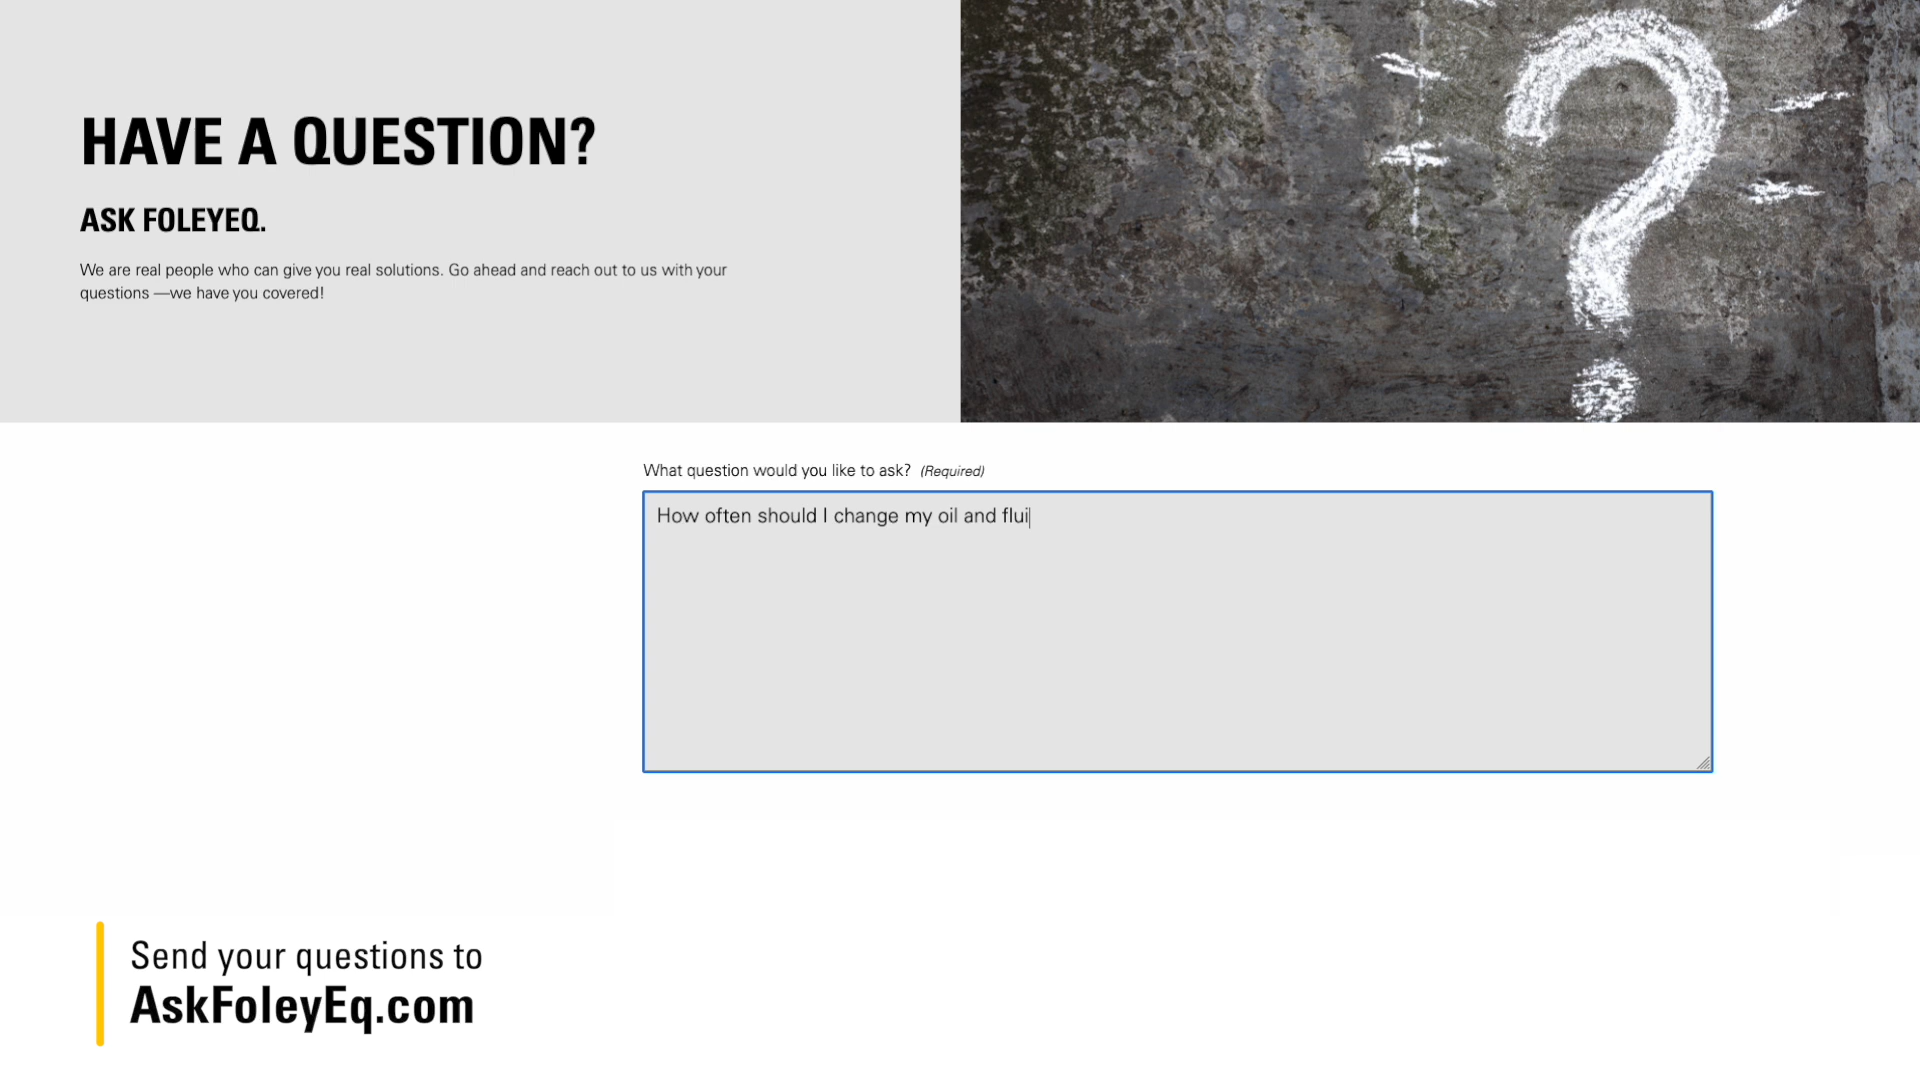 HAVE A QUESTION?
ASK FOLEYEQ.
We are real people who can give you real solutions. Go ahead and reach out to us with your
questions —we have you covered!
What question would you like to ask? (Required)
How often should I change my oil and flui
Send your questions to
AskFoleyEq.com